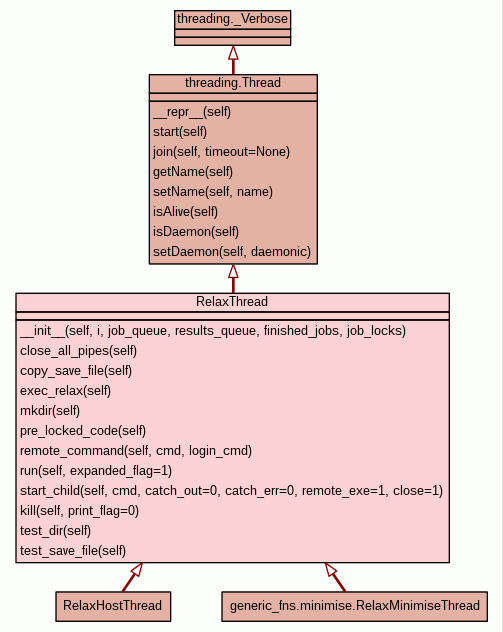 threading._Verbose
threading.Thread
__repr__(self)
start(self)
join(self, timeout=None)
getName(self)
setName(self, name)
isAlive(self)
isDaemon(self)
setDaemon(self, daemonic)
RelaxThread
__init__(self, i, job_queue, results_queue, finished_jobs, job_locks)
close_all_pipes(self)
copy_save_file(self)
exec_relax(self)
mkdir(self)
pre_locked_code(self)
remote_command(self, cmd, login_cmd)
run(self, expanded_flag=1)
start_child(self, cmd, catch_out=0, catch_err=0, remote_exe=1, close=1)
kill(self, print_flag=0)
test_dir(self)
test_save_file(self)
RelaxHostThread
generic_fns.minimise.RelaxMinimiseThread